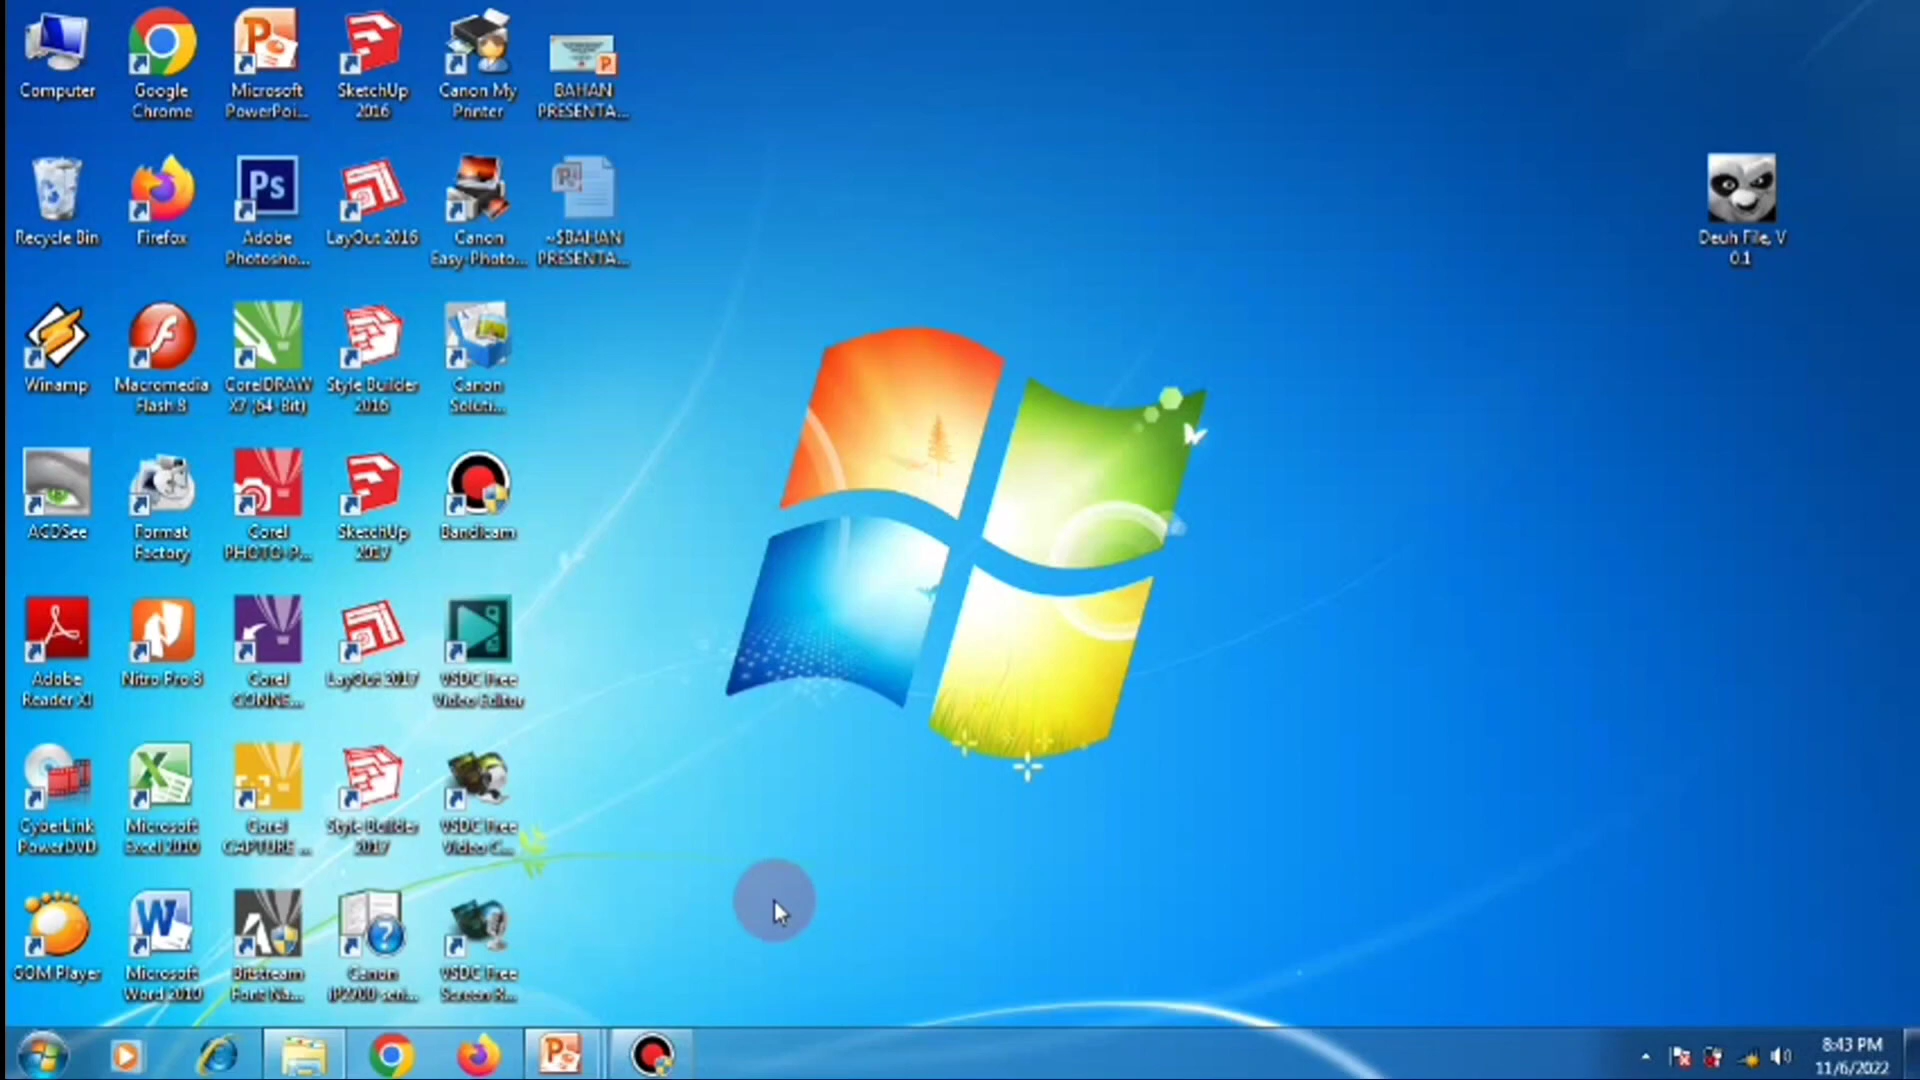 Computer
Google
Chrome
Microsoft
PowerPoi...
SketchUp
2016
Canon My
Printer
BAHAN
PRESENTA...
Recycle Bin
Firefox
Ps
Adobe
Photosho...
LayOut 2016
Canon
Easy-Photo...
~$BAHAN
PRESENTA...
Deuh File, V
0.1
Winamp
Macromedia
Flash 8
CorelDRAW
X7 (64-Bit)
Style Builder
2016
Canon
Soluti...
ACDSee
Format
Factory
Corel
PHOTO-P...
SketchUp
2017
Bandicam
Adobe
Reader XI
Nitro Pro 8
Corel
CONNE...
LayOut 2017
VSDC Free
Video Editor
CyberLink
PowerDVD
Microsoft
Excel 2010
Corel
CAPTURE ...
Style Builder
2017
VSDC Free
Video C...
GOM Player
Microsoft
Word 2010
Bitstream
Font Na...
Canon
iP2700 seri...
VSDC Free
Screen R...
8:43 PM
11/6/2022